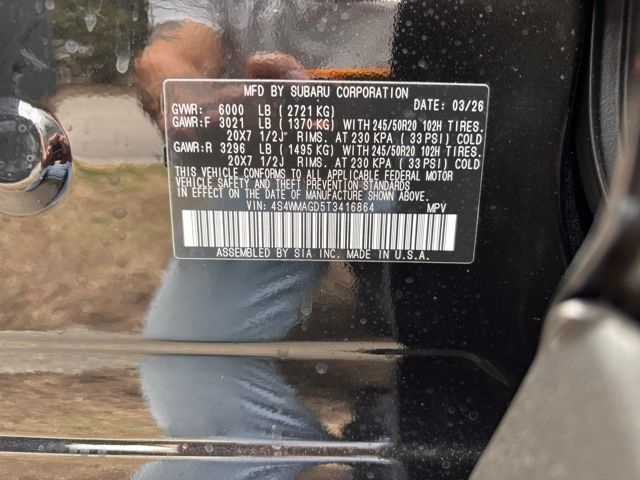 MFD BY SUBARU CORPORATION
GVWR: 6000 LB (2721 KG) DATE: 03/26
GAWR:F 3021 LB (1370 KG) WITH 245/50R20 102H TIRES.
20X7 1/2J RIMS, AT 230 KPA (33 PSI) COLD
GAWR:R 3296 LB (1495 KG) WITH 245/50R20 102H TIRES.
20X7 1/2J RIMS, AT 230 KPA (33 PSI) COLD
THIS VEHICLE CONFORMS TO ALL APPLICABLE FEDERAL MOTOR
VEHICLE SAFETY AND THEFT PREVENTION STANDARDS
IN EFFECT ON THE DATE OF MANUFACTURE SHOWN ABOVE.
VIN: 4S4WMAGD5T3416864 MPV
ASSEMBLED BY SIA INC. MADE IN U.S.A.